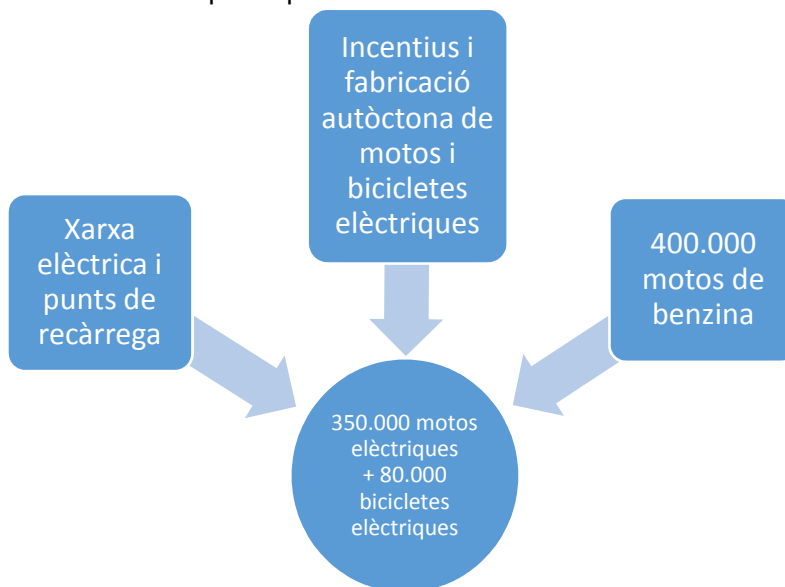 Incentius i
fabricació
autòctona de
motos i
bicicletes
elèctriques
Xarxa
elèctrica i
punts de
recàrrega
400.000
motos de
benzina
350.000 motos
elèctriques
+ 80.000
bicicletes
elèctriques